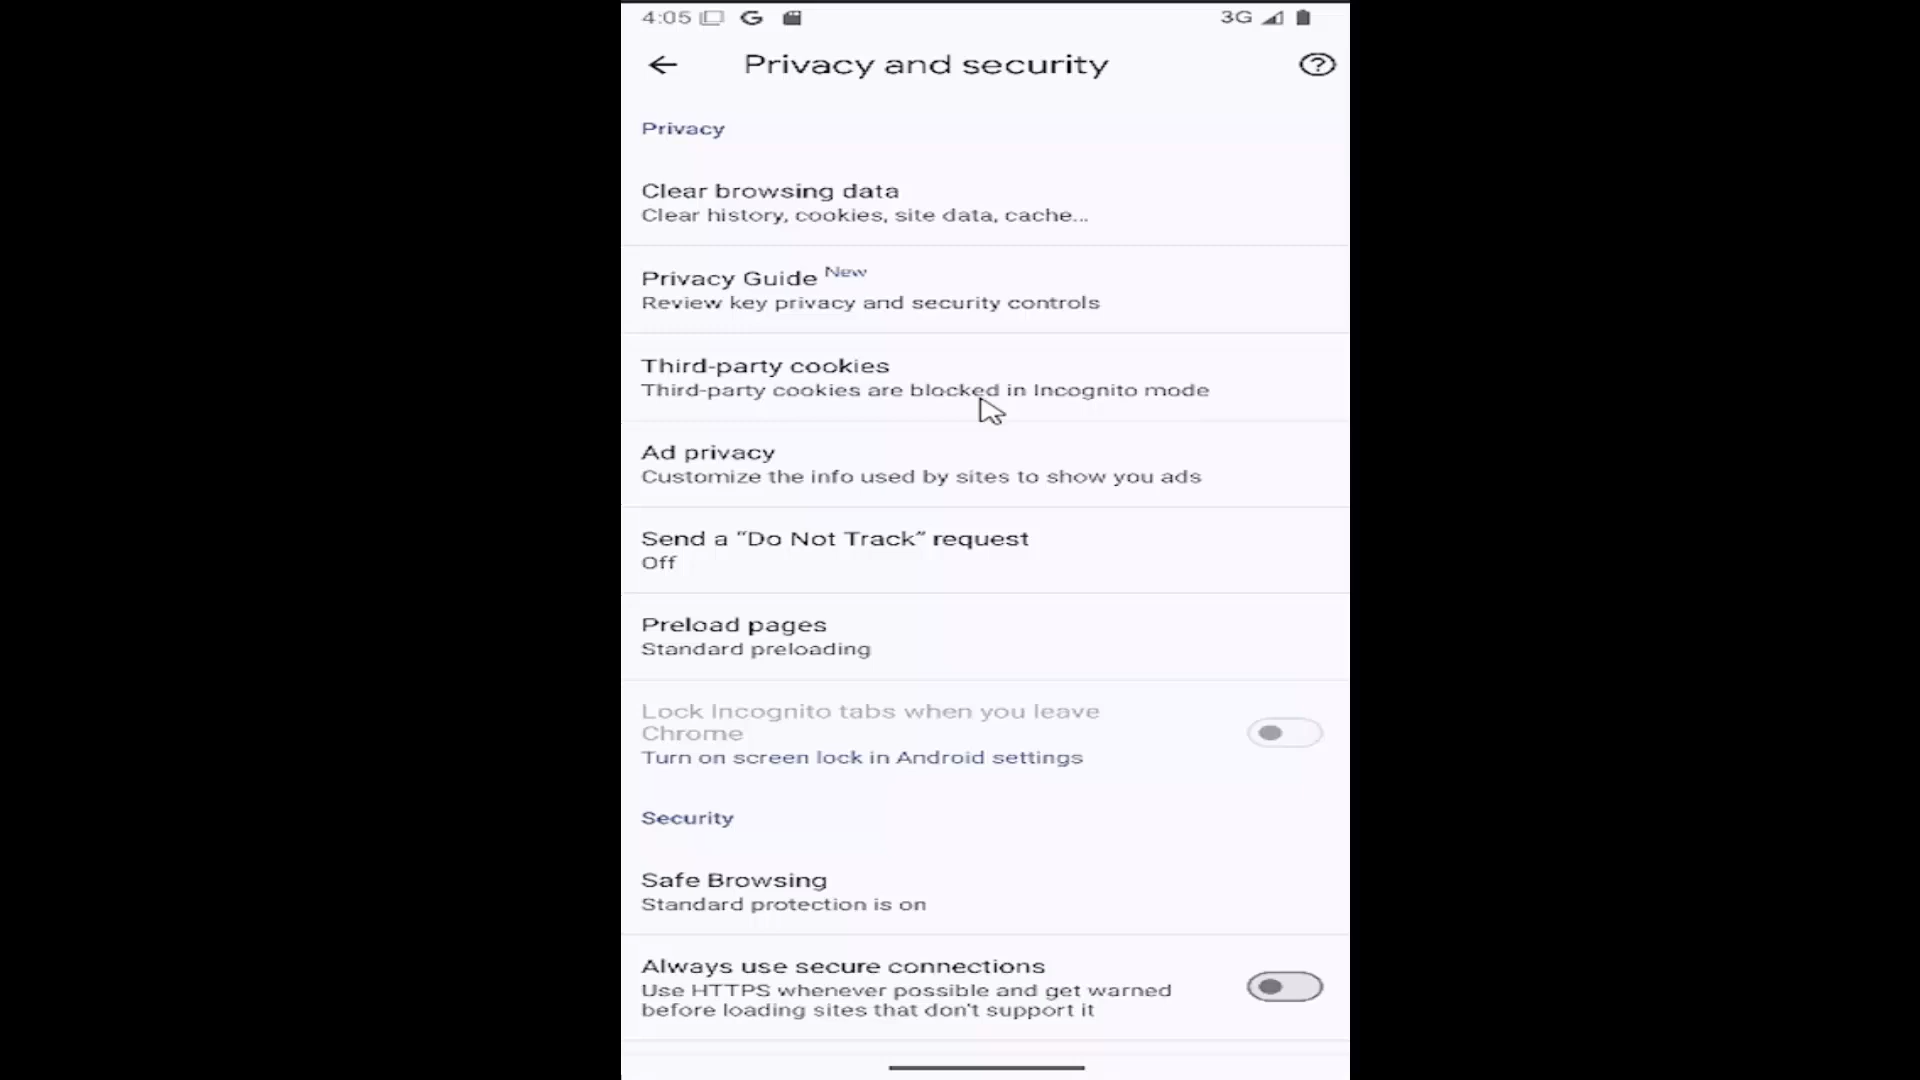 4:05 G 3G
Privacy and security
Privacy
Clear browsing data
Clear history, cookies, site data, cache...
Privacy Guide New
Review key privacy and security controls
Third-party cookies
Third-party cookies are blocked in Incognito mode
Ad privacy
Customize the info used by sites to show you ads
Send a “Do Not Track” request
Off
Preload pages
Standard preloading
Lock Incognito tabs when you leave
Chrome
Turn on screen lock in Android settings
Security
Safe Browsing
Standard protection is on
Always use secure connections
Use HTTPS whenever possible and get warned
before loading sites that don't support it